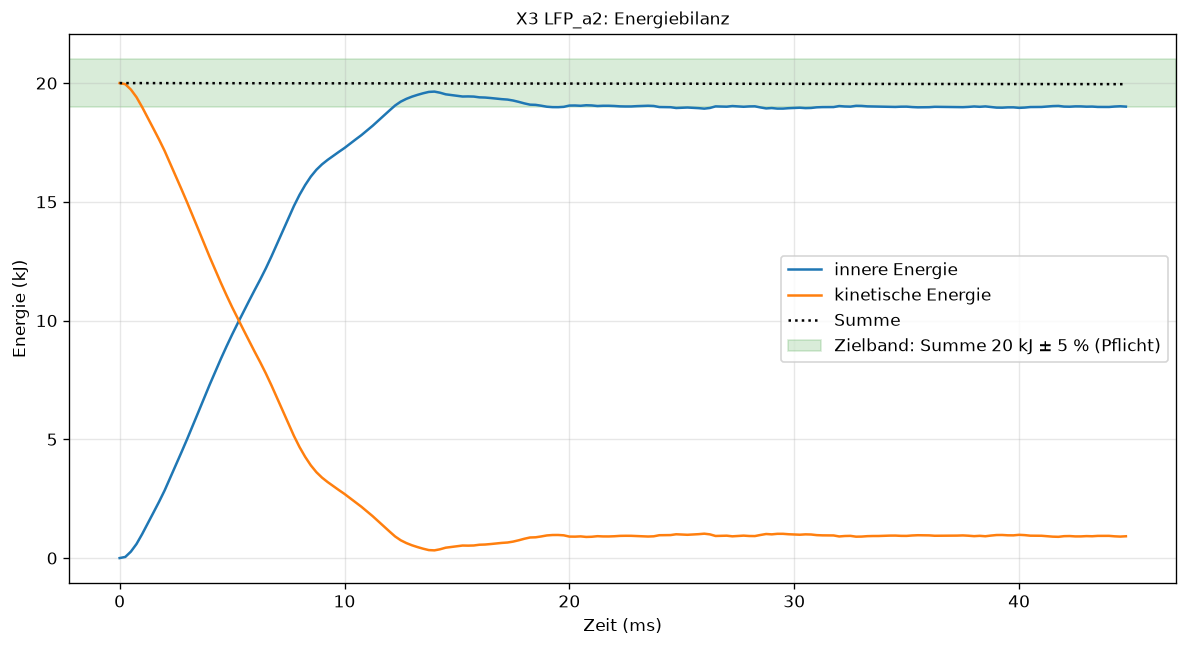 X3 LFP_a2: Energiebilanz
Energie (kJ)
20
15
10
5
0
innere Energie
kinetische Energie
Summe
Zielband: Summe 20 kJ ± 5 % (Pflicht)
0 10 20 30 40
Zeit (ms)